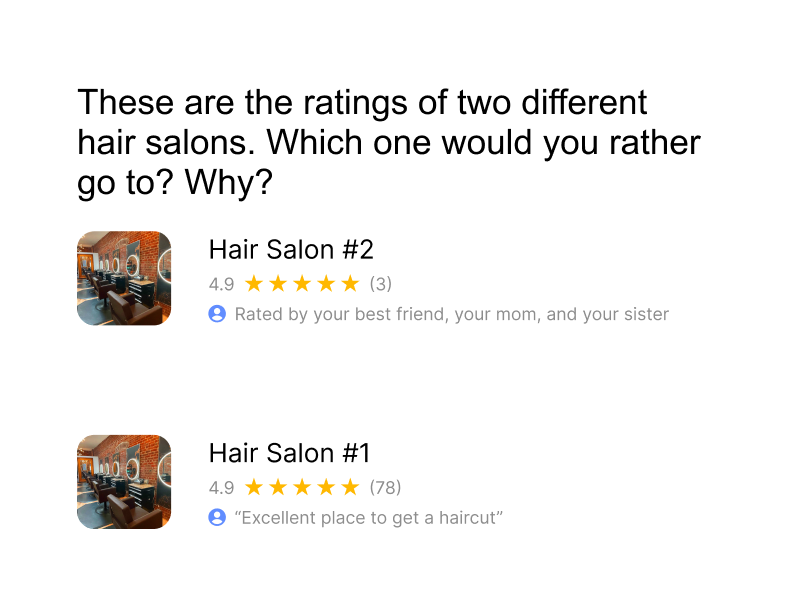 These are the ratings of two different
hair salons. Which one would you rather
go to? Why?
Hair Salon #2
4.9 ★★★★★ (3)
Rated by your best friend, your mom, and your sister
Hair Salon #1
4.9 ★★★★★ (78)
“Excellent place to get a haircut”